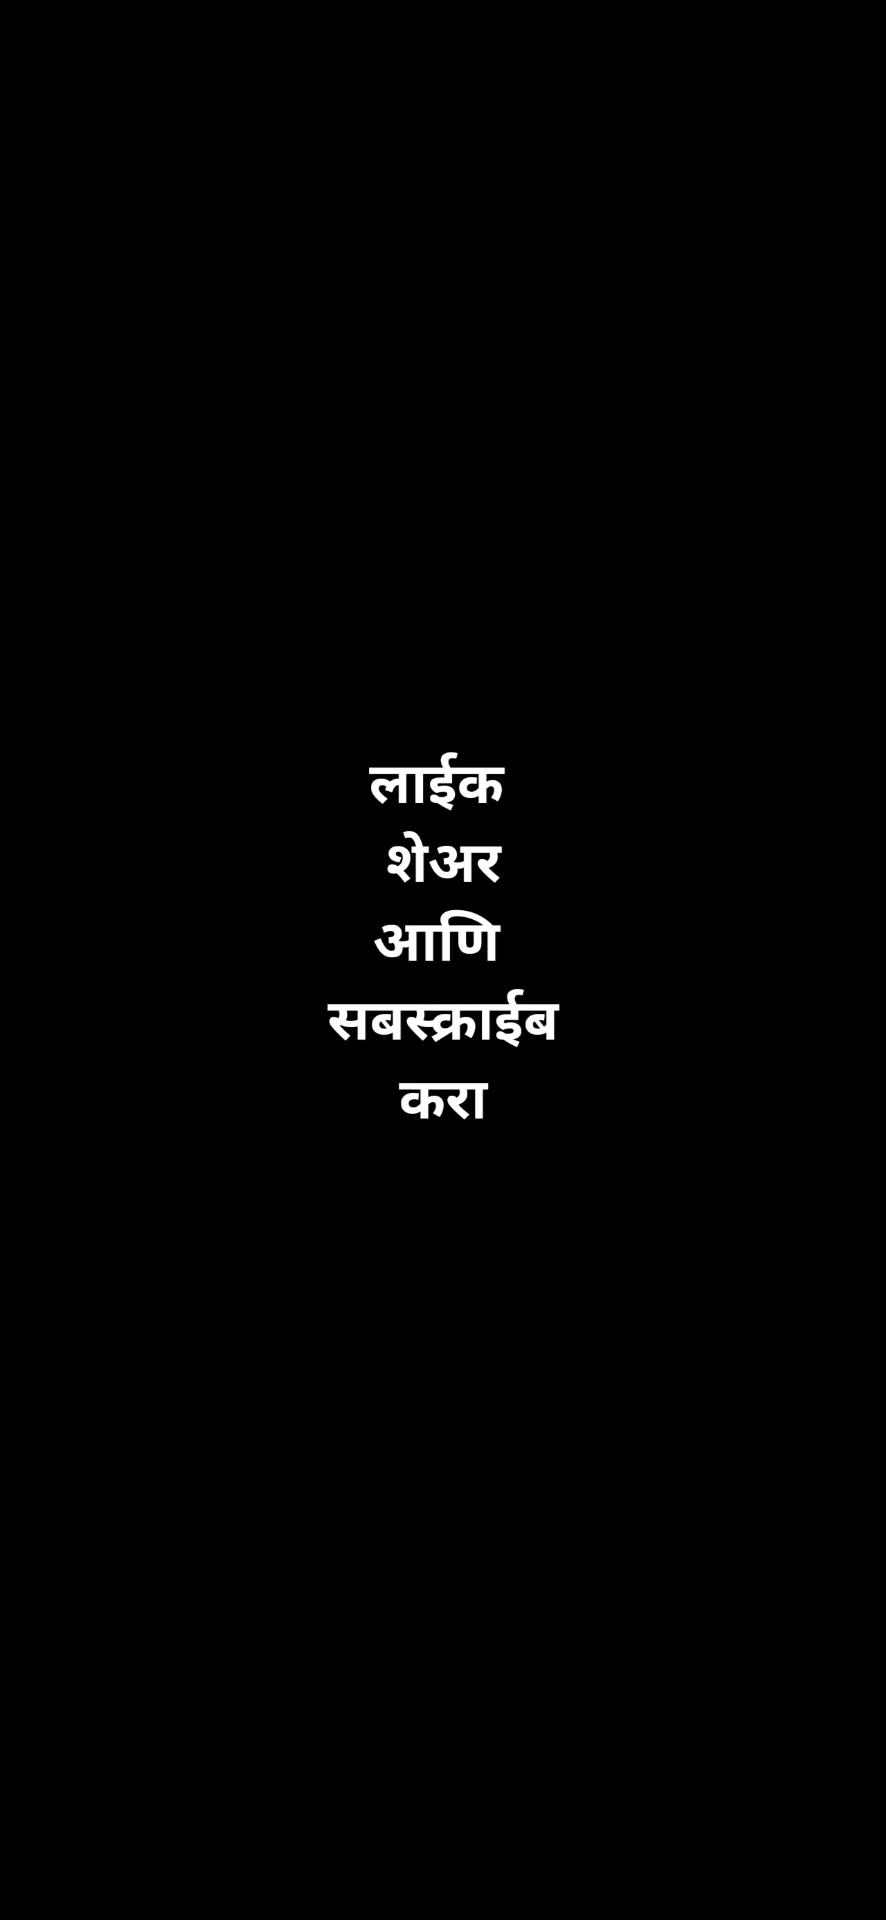 लाईक
शेअर
आणि
सबस्क्राईब
करा